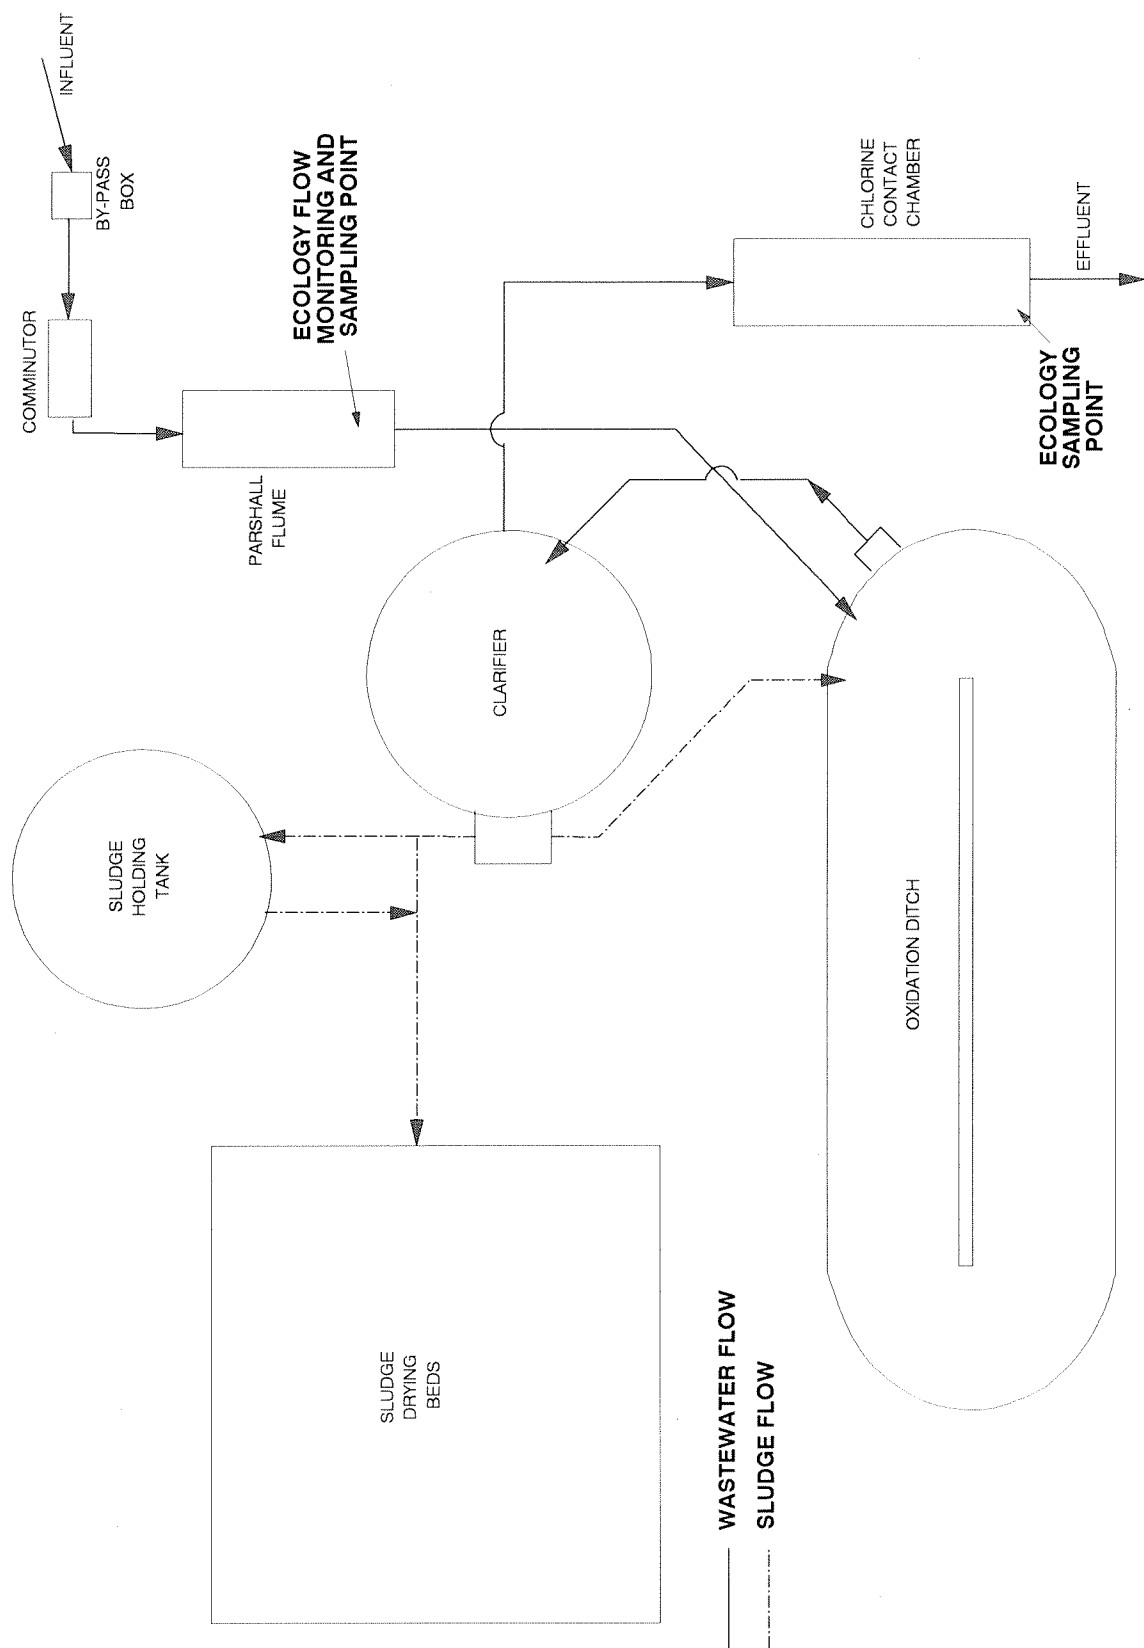 INFLUENT
BY-PASS
BOX
COMMINUTOR
PARSHALL
FLUME
ECOLOGY FLOW
MONITORING AND
SAMPLING POINT
CHLORINE
CONTACT
CHAMBER
EFFLUENT
ECOLOGY
SAMPLING
POINT
CLARIFIER
SLUDGE
HOLDING
TANK
OXIDATION DITCH
SLUDGE
DRYING
BEDS
WASTEWATER FLOW
SLUDGE FLOW